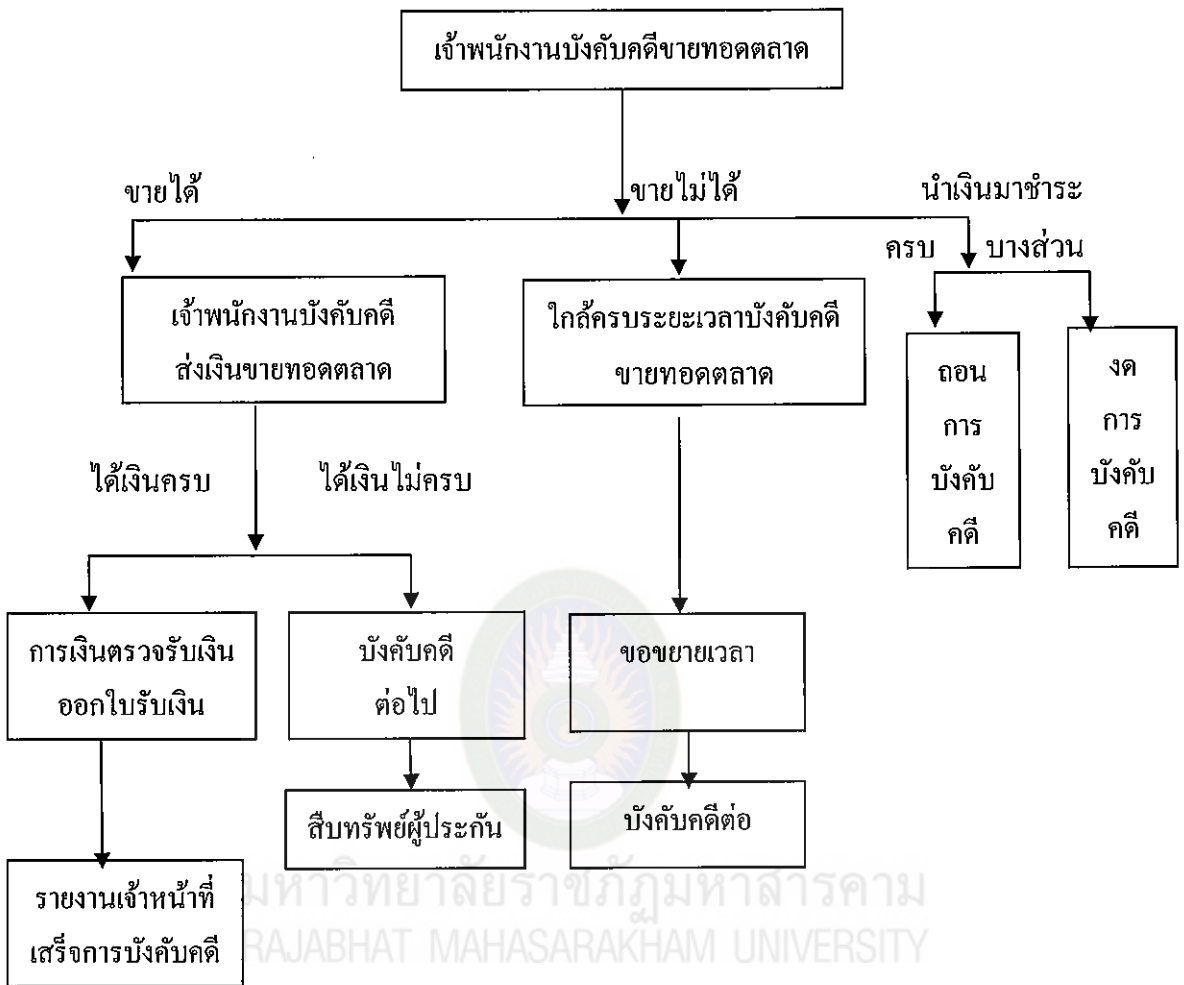 เจ้าพนักงานบังคับคดีขายทอดตลาด
ขายได้
ขายไม่ได้
นำเงินมาชำระ
ครบ
บางส่วน
เจ้าพนักงานบังคับคดี
ส่งเงินขายทอดตลาด
ใกล้ครบระยะเวลาบังคับคดี
ขายทอดตลาด
ถอน
การ
บังคับ
คดี
งด
การ
บังคับ
คดี
ได้เงินครบ
ได้เงินไม่ครบ
การเงินตรวจรับเงิน
ออกใบรับเงิน
บังคับคดี
ต่อไป
ขอขยายเวลา
สืบทรัพย์ผู้ประกัน
บังคับคดีต่อ
รายงานเจ้าหน้าที่
เสร็จการบังคับคดี
มหาวิทยาลัยราชภัฏมหาสารคาม
RAJABHAT MAHASARAKHAM UNIVERSITY